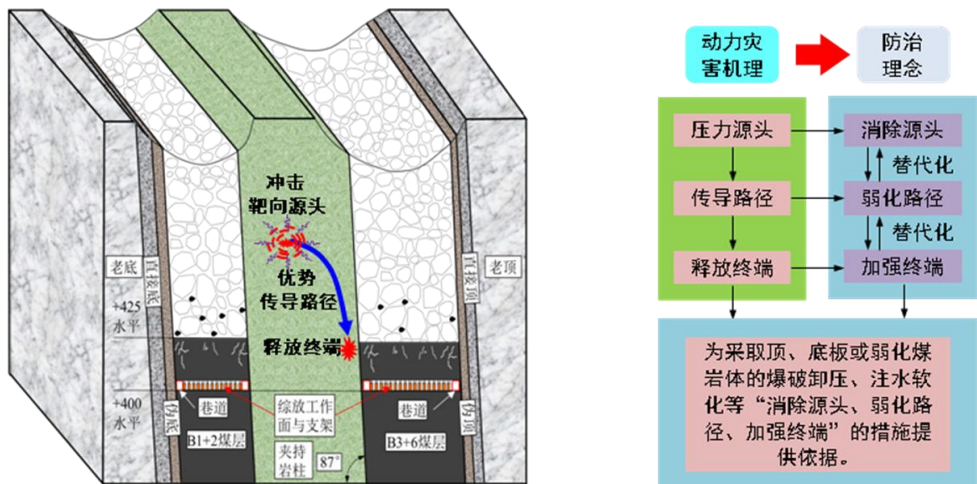 冲击
靶向源头
优势
传导路径
释放终端
老底
直接底
直接顶
老顶
+425
水平
+400
水平
伪底
巷道
综放工作
面与支架
巷道
伪顶
B1+2煤层
夹持
岩柱
87°
B3+6煤层
动力灾
害机理
防治
理念
压力源头
消除源头
替代化
传导路径
弱化路径
替代化
释放终端
加强终端
为采取顶、底板或弱化煤
岩体的爆破卸压、注水软
化等“消除源头、弱化路
径、加强终端”的措施提
供依据。